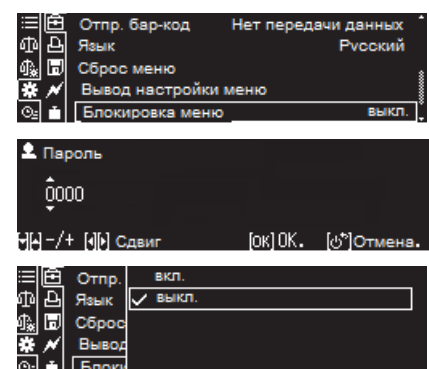 Отпр. бар-код Нет передачи данных
Язык Русский
Сброс меню
Вывод настройки меню
Блокировка меню выкл.
Пароль
0000
-/+ Сдвиг [OK] OK. Отмена.
Отпр. вкл.
Язык ✓ выкл.
Сброс
Вывод
Блоки